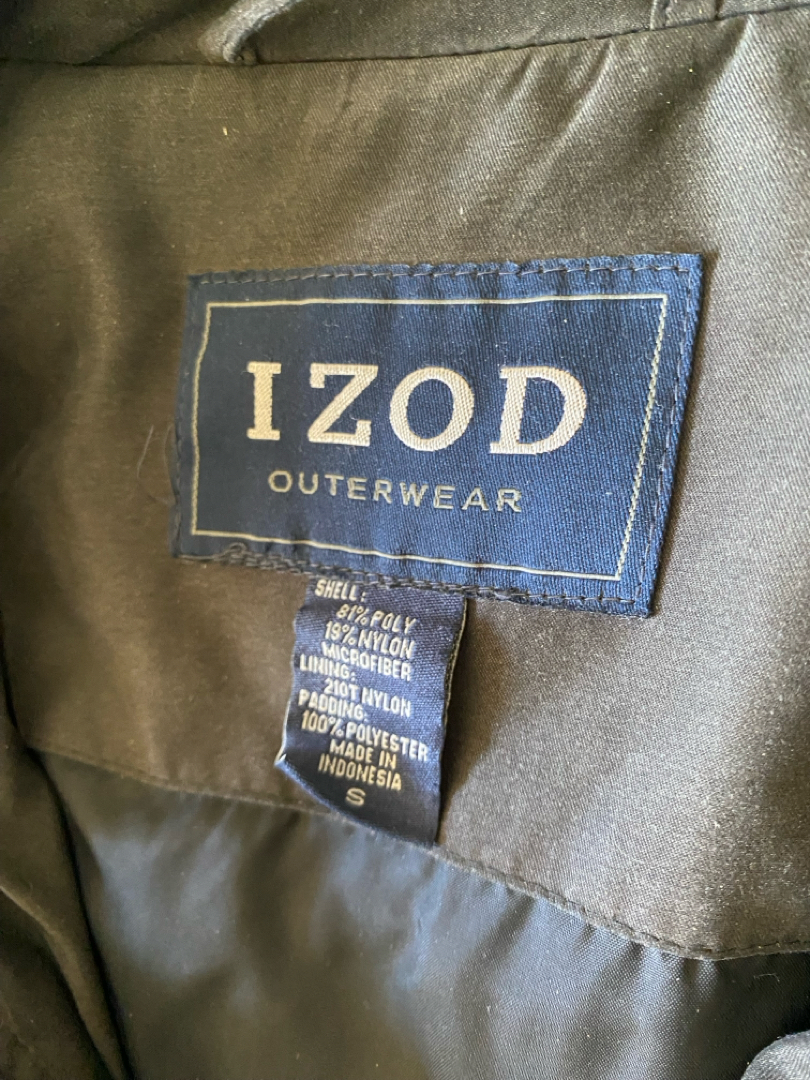 IZOD
OUTERWEAR
SHELL:
81% POLY
19% NYLON
MICROFIBER
LINING:
210T NYLON
PADDING:
100% POLYESTER
MADE IN
INDONESIA
S